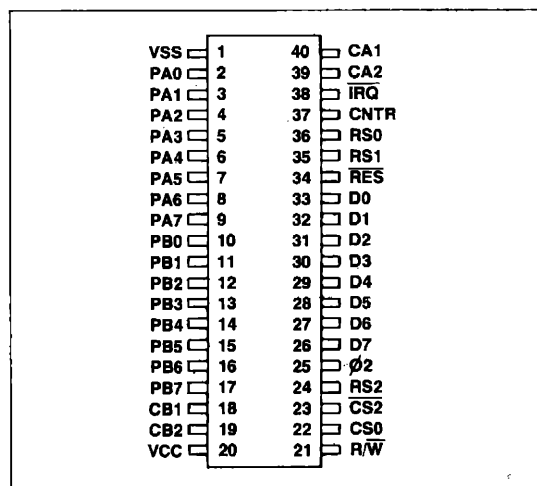 VSS 1 40 CA1
PA0 2 39 CA2
PA1 3 38 I̅R̅Q̅
PA2 4 37 CNTR
PA3 5 36 RS0
PA4 6 35 RS1
PA5 7 34 R̅E̅S̅
PA6 8 33 D0
PA7 9 32 D1
PB0 10 31 D2
PB1 11 30 D3
PB2 12 29 D4
PB3 13 28 D5
PB4 14 27 D6
PB5 15 26 D7
PB6 16 25 Ø2
PB7 17 24 RS2
CB1 18 23 C̅S̅2̅
CB2 19 22 CS0
VCC 20 21 R/W̅